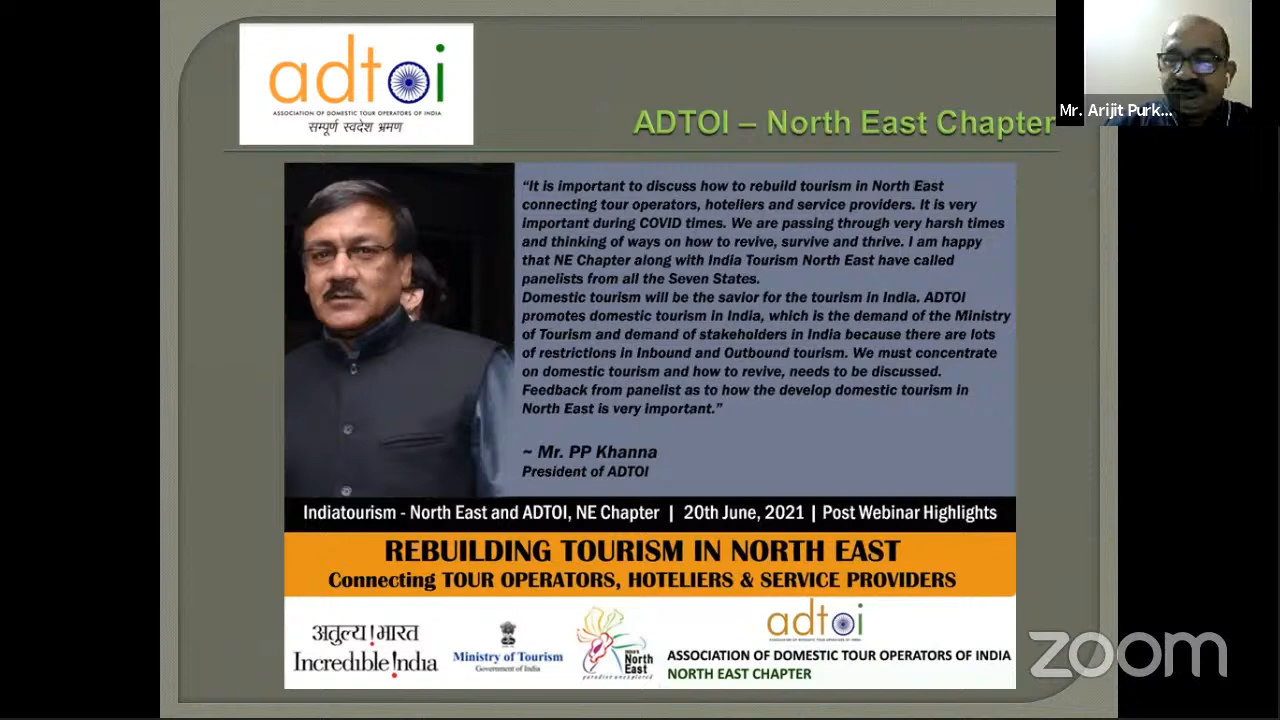 adtoi
ASSOCIATION OF DOMESTIC TOUR OPERATORS OF INDIA
सम्पूर्ण स्वदेश भ्रमण
Mr. Arijit Purk...
ADTOI – North East Chapter
“It is important to discuss how to rebuild tourism in North East
connecting tour operators, hoteliers and service providers. It is very
important during COVID times. We are passing through very harsh times
and thinking of ways on how to revive, survive and thrive. I am happy
that NE Chapter along with India Tourism North East have called
panelists from all the Seven States.
Domestic tourism will be the savior for the tourism in India. ADTOI
promotes domestic tourism in India, which is the demand of the Ministry
of Tourism and demand of stakeholders in India because there are lots
of restrictions in Inbound and Outbound tourism. We must concentrate
on domestic tourism and how to revive, needs to be discussed.
Feedback from panelist as to how the develop domestic tourism in
North East is very important.”
~ Mr. PP Khanna
President of ADTOI
Indiatourism - North East and ADTOI, NE Chapter | 20th June, 2021 | Post Webinar Highlights
REBUILDING TOURISM IN NORTH EAST
Connecting TOUR OPERATORS, HOTELIERS & SERVICE PROVIDERS
अतुल्य ! भारत
Incredible !ndia
Ministry of Tourism
Government of India
INDIA'S
North
East
paradise unexplored
adtoi
ASSOCIATION OF DOMESTIC TOUR OPERATORS OF INDIA
ASSOCIATION OF DOMESTIC TOUR OPERATORS OF INDIA
NORTH EAST CHAPTER
zoom